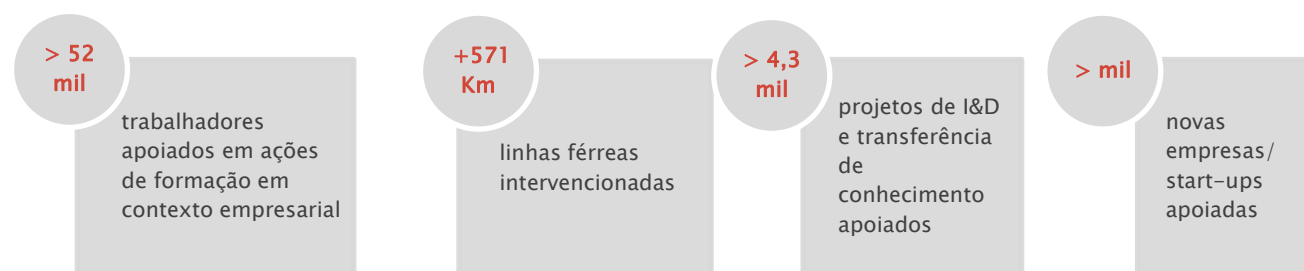 > 52
mil
trabalhadores
apoiados em ações
de formação em
contexto empresarial
+571
Km
linhas férreas
intervencionadas
> 4,3
mil
projetos de I&D
e transferência
de
conhecimento
apoiados
> mil
novas
empresas/
start-ups
apoiadas